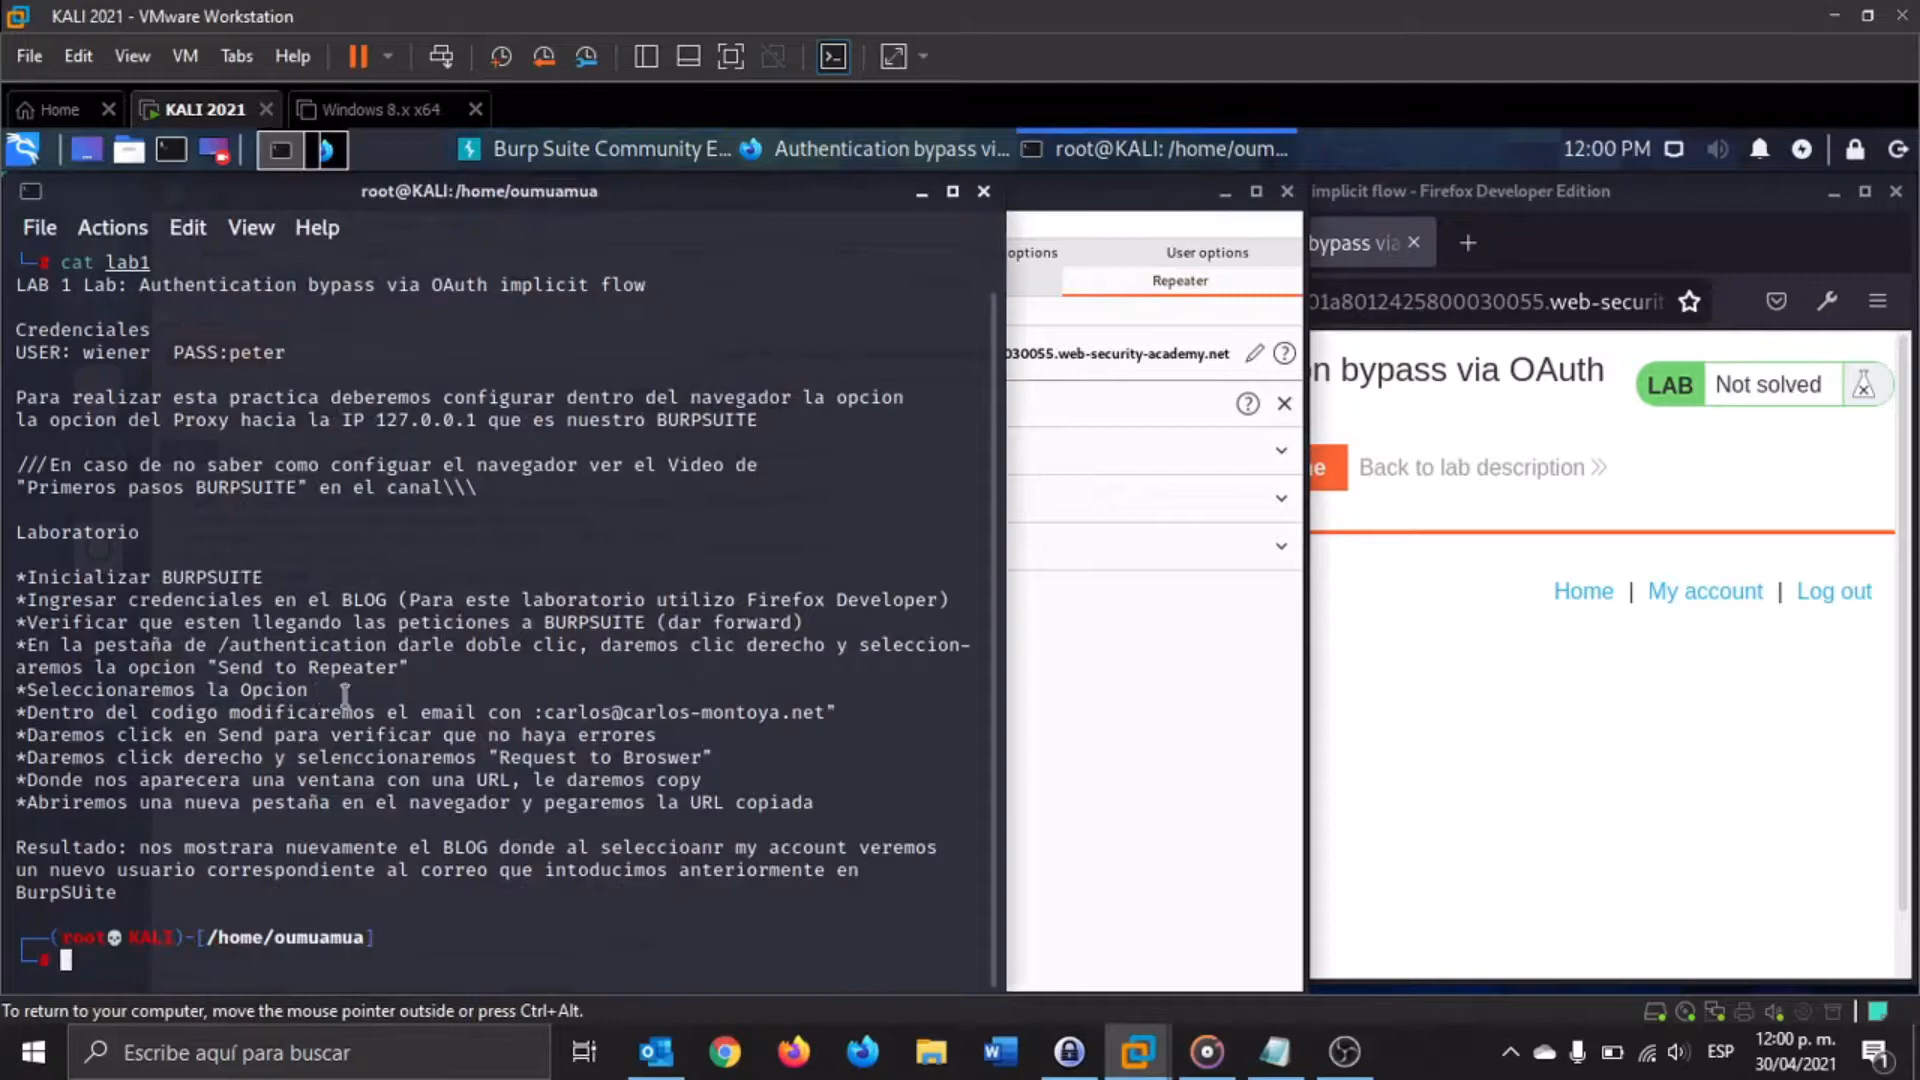 KALI 2021 - VMware Workstation
File Edit View VM Tabs Help
Home KALI 2021 Windows 8.x x64
Burp Suite Community E... Authentication bypass vi... root@KALI: /home/oum... 12:00 PM
root@KALI:/home/oumuamua
implicit flow - Firefox Developer Edition
File Actions Edit View Help
options User options
bypass via
Repeater
cat lab1
LAB 1 Lab: Authentication bypass via OAuth implicit flow
01a8012425800030055.web-securit
Credenciales
USER: wiener PASS:peter
030055.web-security-academy.net
n bypass via OAuth
LAB Not solved
Para realizar esta practica deberemos configurar dentro del navegador la opcion
la opcion del Proxy hacia la IP 127.0.0.1 que es nuestro BURPSUITE
///En caso de no saber como configuar el navegador ver el Video de
"Primeros pasos BURPSUITE" en el canal\\\
e Back to lab description
Laboratorio
*Inicializar BURPSUITE
*Ingresar credenciales en el BLOG (Para este laboratorio utilizo Firefox Developer)
Home | My account | Log out
*Verificar que esten llegando las peticiones a BURPSUITE (dar forward)
*En la pestaña de /authentication darle doble clic, daremos clic derecho y seleccion-
aremos la opcion "Send to Repeater"
*Seleccionaremos la Opcion
*Dentro del codigo modificaremos el email con :carlos@carlos-montoya.net"
*Daremos click en Send para verificar que no haya errores
*Daremos click derecho y selenccionaremos "Request to Broswer"
*Donde nos aparecera una ventana con una URL, le daremos copy
*Abriremos una nueva pestaña en el navegador y pegaremos la URL copiada
Resultado: nos mostrara nuevamente el BLOG donde al seleccioanr my account veremos
un nuevo usuario correspondiente al correo que intoducimos anteriormente en
BurpSUite
(root KALI)-[/home/oumuamua]
#
To return to your computer, move the mouse pointer outside or press Ctrl+Alt.
Escribe aquí para buscar
ESP
12:00 p. m.
30/04/2021
1